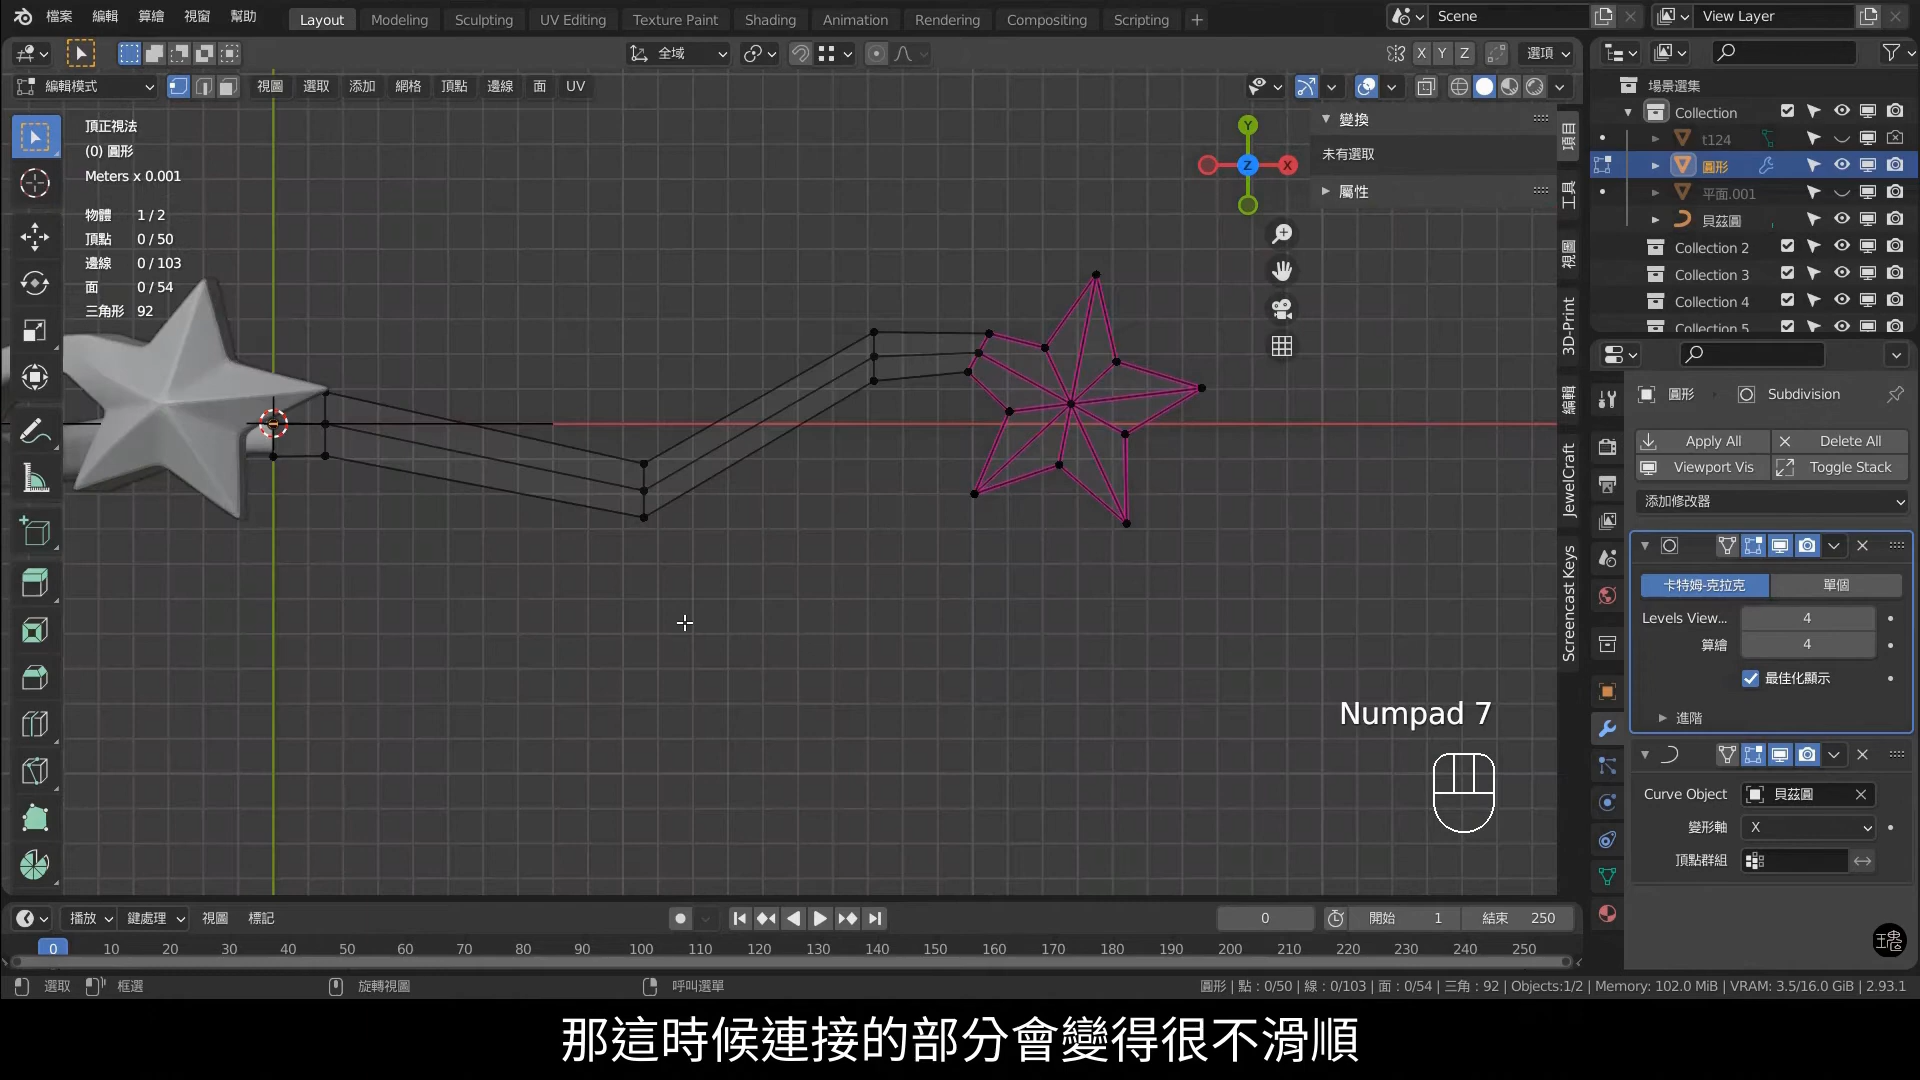 檔案 編輯 算繪 視窗 幫助 Layout Modeling Sculpting UV Editing Texture Paint Shading Animation Rendering Compositing Scripting + Scene View Layer
全域 X Y Z 選項
編輯模式 視圖 選取 添加 網格 頂點 邊線 面 UV
頂正視法
(0) 圓形
Meters x 0.001
物體 1 / 2
頂點 0 / 50
邊線 0 / 103
面 0 / 54
三角形 92
Y
X
Z
變換
未有選取
屬性
項目
工具
視圖
3D-Print
編輯
JewelCraft
Screencast Keys
場景選集
Collection
t124
圓形
平面.001
貝茲圓
Collection 2
Collection 3
Collection 4
Collection 5
圓形 Subdivision
Apply All Delete All
Viewport Vis Toggle Stack
添加修改器
卡特姆-克拉克 單個
Levels View... 4
算繪 4
最佳化顯示
進階
Curve Object 貝茲圓
變形軸 X
頂點群組
Numpad 7
播放 鍵處理 視圖 標記 0 開始 1 結束 250
0 10 20 30 40 50 60 70 80 90 100 110 120 130 140 150 160 170 180 190 200 210 220 230 240 250
選取 框選 旋轉視圖 呼叫選單 圓形 | 點 : 0/50 | 線 : 0/103 | 面 : 0/54 | 三角 : 92 | Objects:1/2 | Memory: 102.0 MiB | VRAM: 3.5/16.0 GiB | 2.93.1
那這時候連接的部分會變得很不滑順